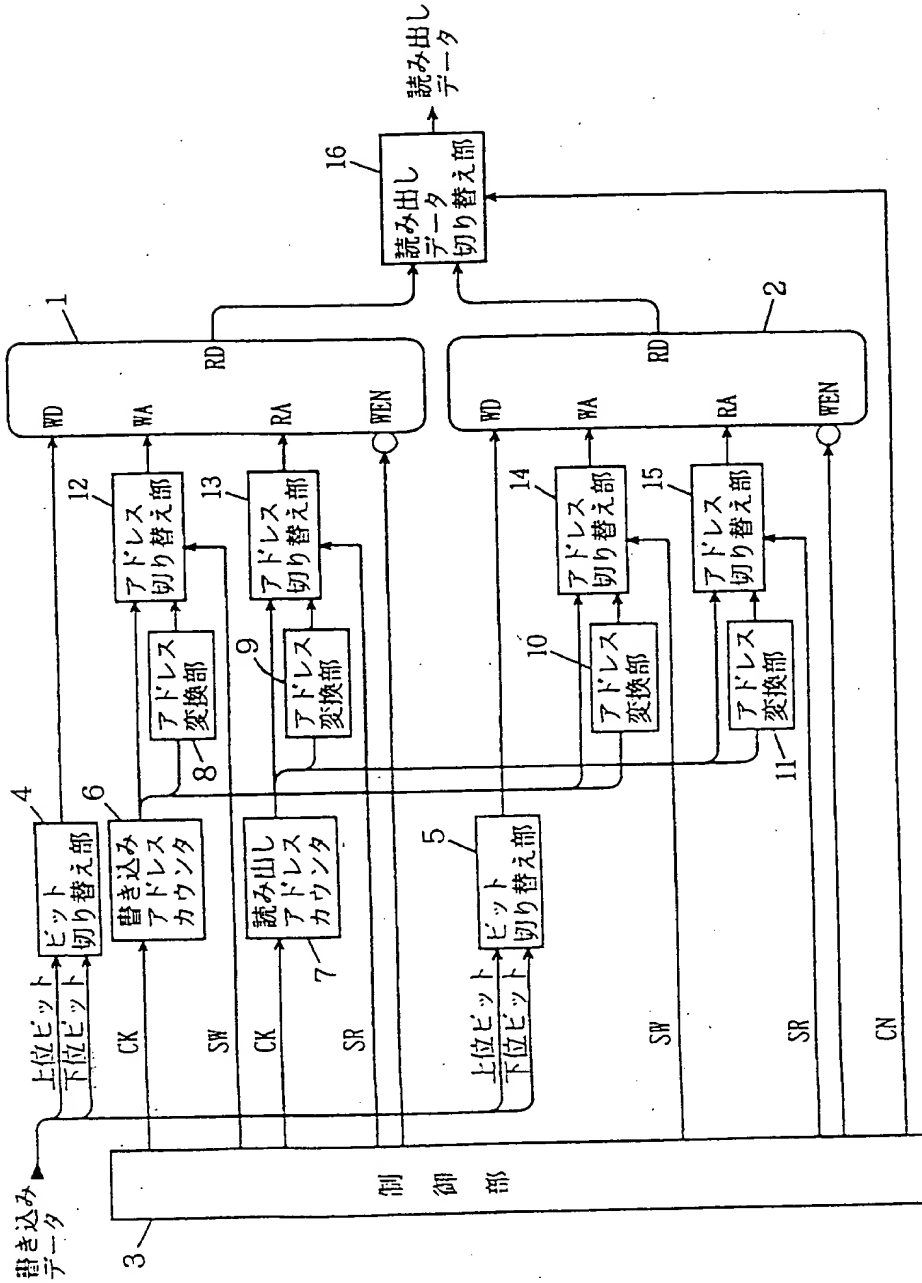 書き込み
データ
上位ビット
下位ビット
4
ビット
切り替え部
6
書き込み
アドレス
カウンタ
CK
SW
8
アドレス
変換部
12
アドレス
切り替え部
1
WD
WA
RA
WEN
RD
CK
読み出し
アドレス
カウンタ
7
SR
9
アドレス
変換部
13
アドレス
切り替え部
16
読み出し
データ
切り替え部
読み出し
データ
上位ビット
下位ビット
5
ビット
切り替え部
SW
10
アドレス
変換部
14
アドレス
切り替え部
2
WD
WA
RA
WEN
RD
SR
11
アドレス
変換部
15
アドレス
切り替え部
CN
3
制御部